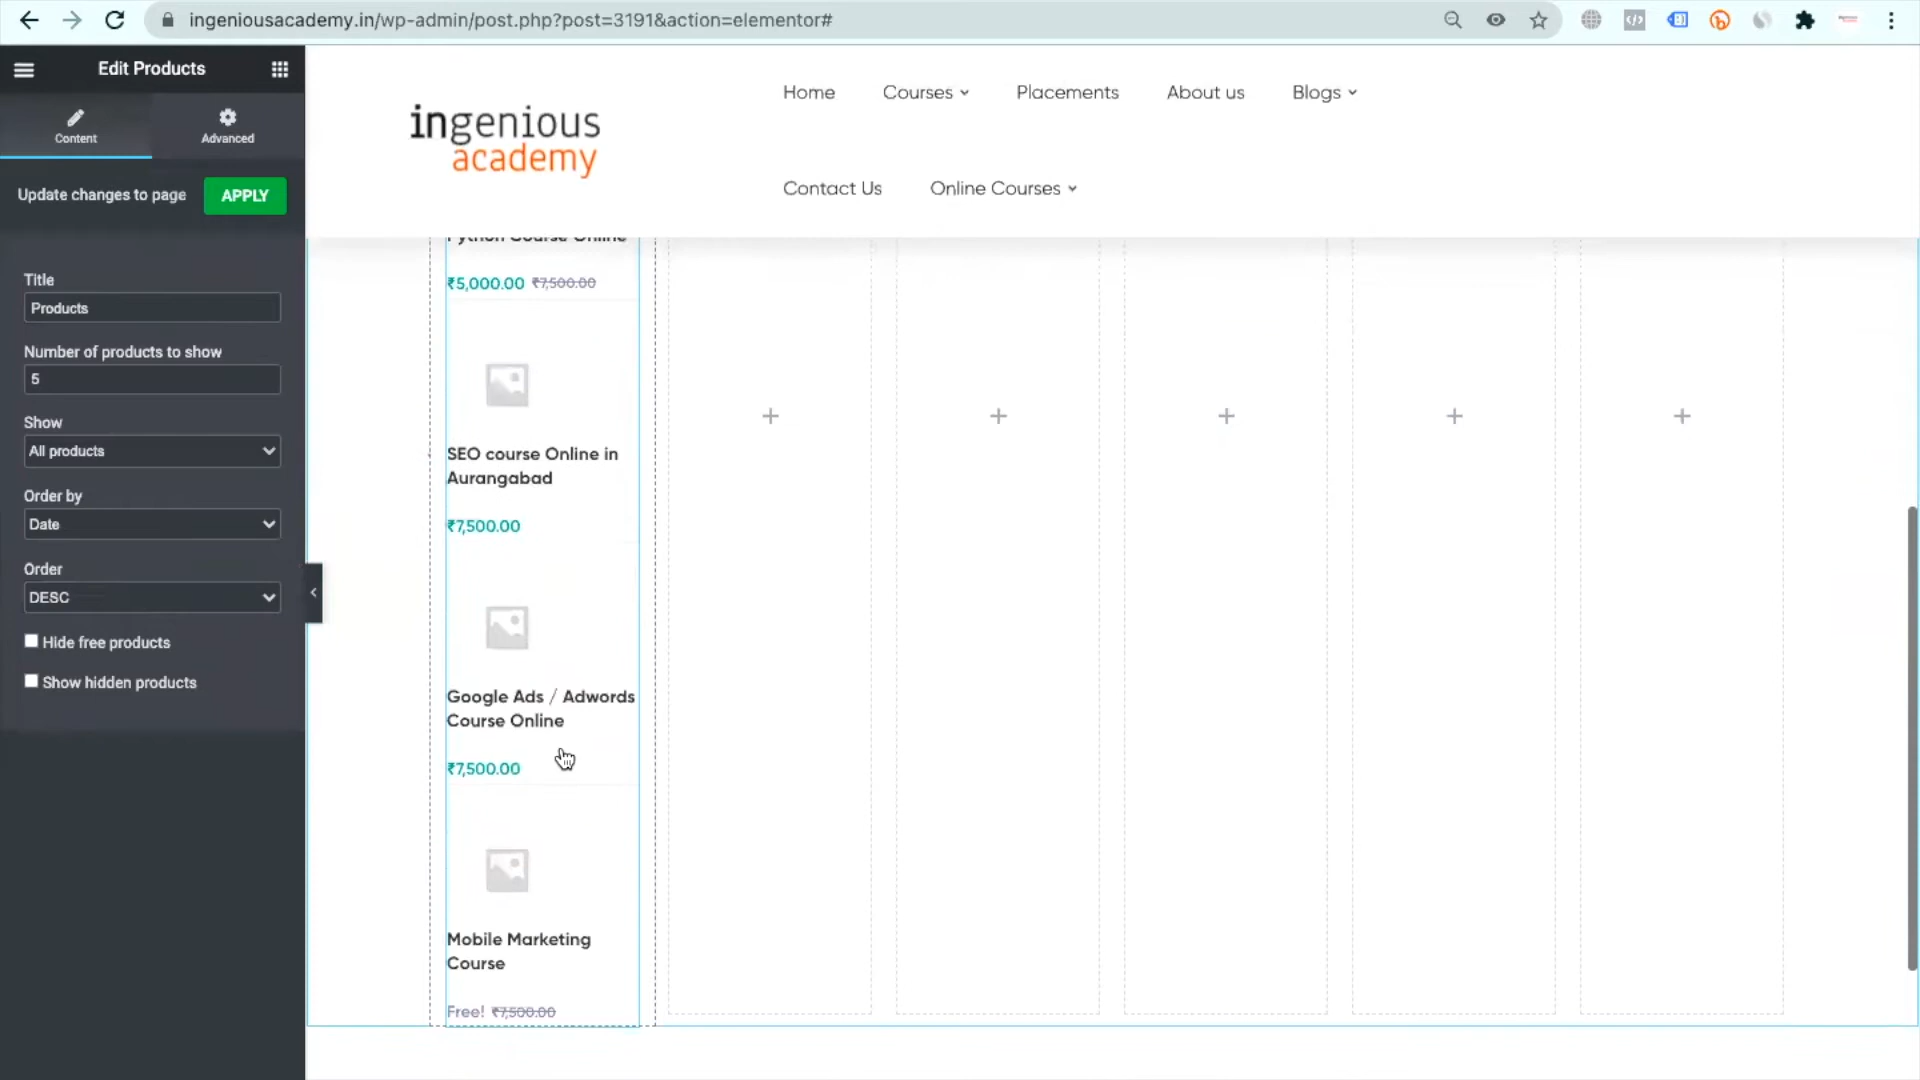 ingeniousacademy.in/wp-admin/post.php?post=3191&action=elementor#
Edit Products
Content
Advanced
Update changes to page
APPLY
Title
Products
Number of products to show
5
Show
All products
Order by
Date
Order
DESC
Hide free products
Show hidden products
ingenious
academy
Home
Courses
Placements
About us
Blogs
Contact Us
Online Courses
Python Course Online
₹5,000.00 ₹7,500.00
SEO course Online in
Aurangabad
₹7,500.00
Google Ads / Adwords
Course Online
₹7,500.00
Mobile Marketing
Course
Free! ₹7,500.00